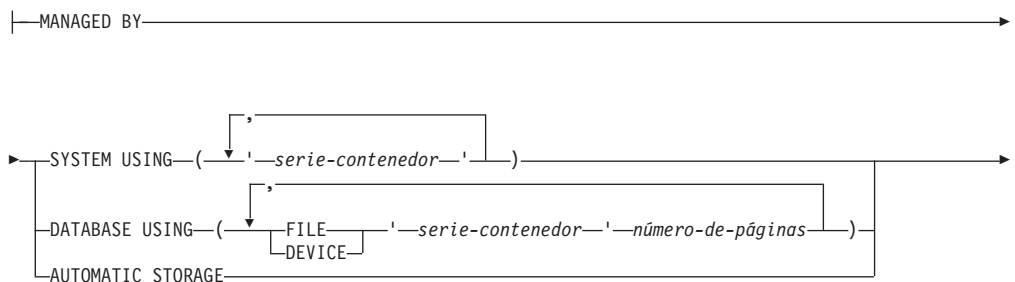 MANAGED BY
,
SYSTEM USING ( ' serie-contenedor ' )
,
DATABASE USING ( FILE ' serie-contenedor ' número-de-páginas )
DEVICE
AUTOMATIC STORAGE